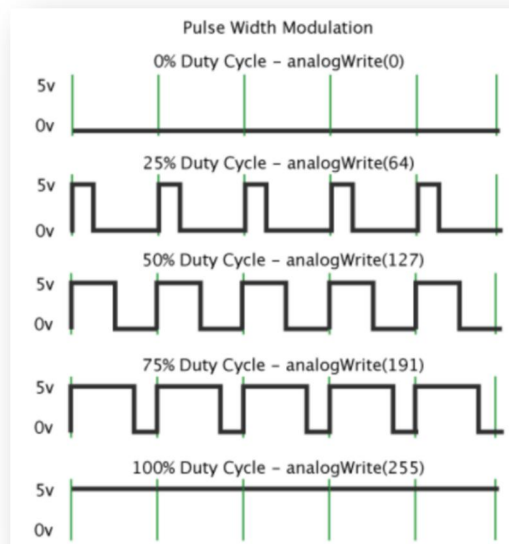 Pulse Width Modulation
0% Duty Cycle – analogWrite(0)
5v
0v
25% Duty Cycle – analogWrite(64)
5v
0v
50% Duty Cycle – analogWrite(127)
5v
0v
75% Duty Cycle – analogWrite(191)
5v
0v
100% Duty Cycle – analogWrite(255)
5v
0v